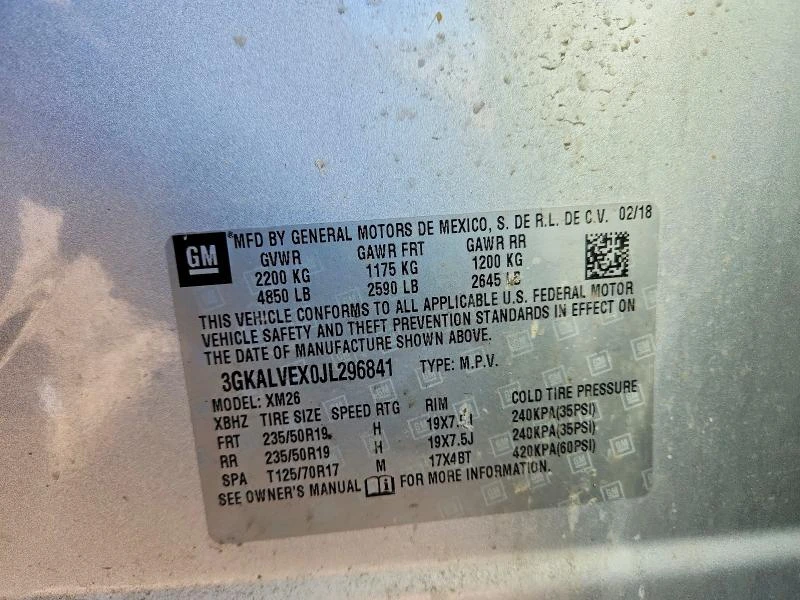 GM
®MFD BY GENERAL MOTORS DE MEXICO, S. DE R.L. DE C.V. 02/18
GVWR GAWR FRT GAWR RR
2200 KG 1175 KG 1200 KG
4850 LB 2590 LB 2645 LB
THIS VEHICLE CONFORMS TO ALL APPLICABLE U.S. FEDERAL MOTOR
VEHICLE SAFETY AND THEFT PREVENTION STANDARDS IN EFFECT ON
THE DATE OF MANUFACTURE SHOWN ABOVE.
3GKALVEX0JL296841 TYPE: M.P.V.
MODEL: XM26
XBHZ TIRE SIZE SPEED RTG RIM COLD TIRE PRESSURE
FRT 235/50R19 H 19X7.5J 240KPA(35PSI)
RR 235/50R19 H 19X7.5J 240KPA(35PSI)
SPA T125/70R17 M 17X4BT 420KPA(60PSI)
SEE OWNER'S MANUAL FOR MORE INFORMATION.